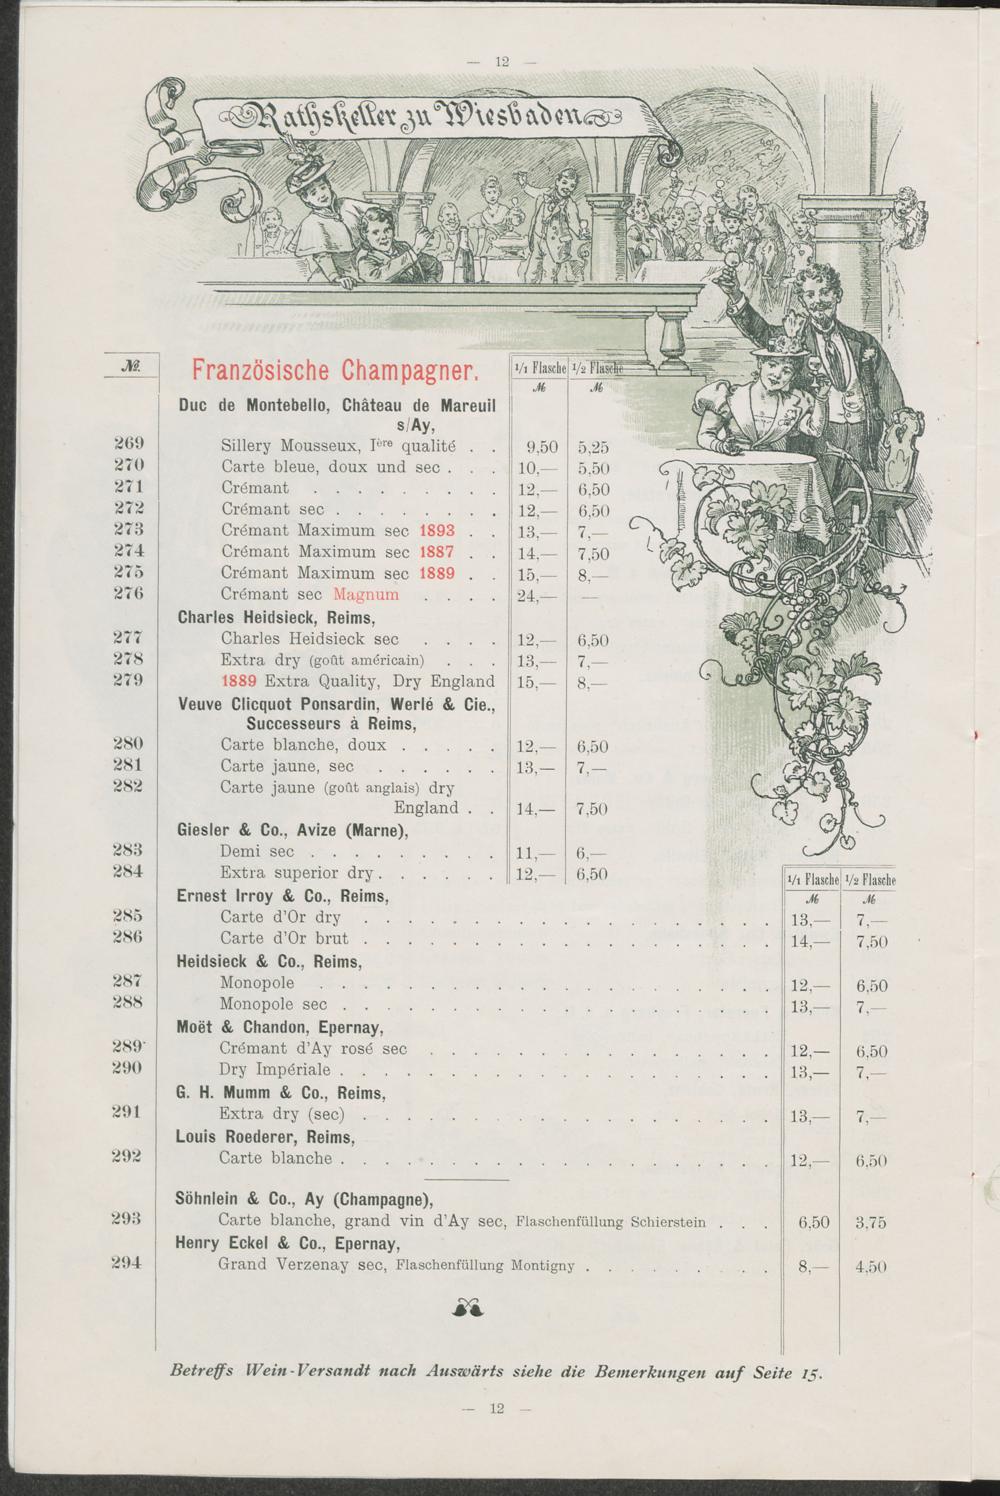 — 12 —
Rathskeller zu Wiesbaden
№. Französische Champagner. 1/1 Flasche 1/2 Flasche
M M
Duc de Montebello, Château de Mareuil
s/Ay,
269 Sillery Mousseux, Ière qualité . . 9,50 5,25
270 Carte bleue, doux und sec . . . 10,— 5,50
271 Crémant . . . . . . . . . 12,— 6,50
272 Crémant sec . . . . . . . . 12,— 6,50
273 Crémant Maximum sec 1893 . . 13,— 7,—
274 Crémant Maximum sec 1887 . . 14,— 7,50
275 Crémant Maximum sec 1889 . . 15,— 8,—
276 Crémant sec Magnum . . . . 24,— —
Charles Heidsieck, Reims,
277 Charles Heidsieck sec . . . . 12,— 6,50
278 Extra dry (goût américain) . . . 13,— 7,—
279 1889 Extra Quality, Dry England 15,— 8,—
Veuve Clicquot Ponsardin, Werlé & Cie.,
Successeurs à Reims,
280 Carte blanche, doux . . . . . 12,— 6,50
281 Carte jaune, sec . . . . . . 13,— 7,—
282 Carte jaune (goût anglais) dry
England . . 14,— 7,50
Giesler & Co., Avize (Marne),
283 Demi sec . . . . . . . . . 11,— 6,—
284 Extra superior dry . . . . . . 12,— 6,50
1/1 Flasche 1/2 Flasche
M M
Ernest Irroy & Co., Reims,
285 Carte d'Or dry . . . . . . . . . . . . . . 13,— 7,—
286 Carte d'Or brut . . . . . . . . . . . . . . 14,— 7,50
Heidsieck & Co., Reims,
287 Monopole . . . . . . . . . . . . . . . 12,— 6,50
288 Monopole sec . . . . . . . . . . . . . . 13,— 7,—
Moët & Chandon, Epernay,
289 Crémant d'Ay rosé sec . . . . . . . . . . . . 12,— 6,50
290 Dry Impériale . . . . . . . . . . . . . . 13,— 7,—
G. H. Mumm & Co., Reims,
291 Extra dry (sec) . . . . . . . . . . . . . . 13,— 7,—
Louis Roederer, Reims,
292 Carte blanche . . . . . . . . . . . . . . 12,— 6,50
Söhnlein & Co., Ay (Champagne),
293 Carte blanche, grand vin d'Ay sec, Flaschenfüllung Schierstein . . . 6,50 3,75
Henry Eckel & Co., Epernay,
294 Grand Verzenay sec, Flaschenfüllung Montigny . . . . . . . . 8,— 4,50
Betreffs Wein-Versandt nach Auswärts siehe die Bemerkungen auf Seite 15.
— 12 —